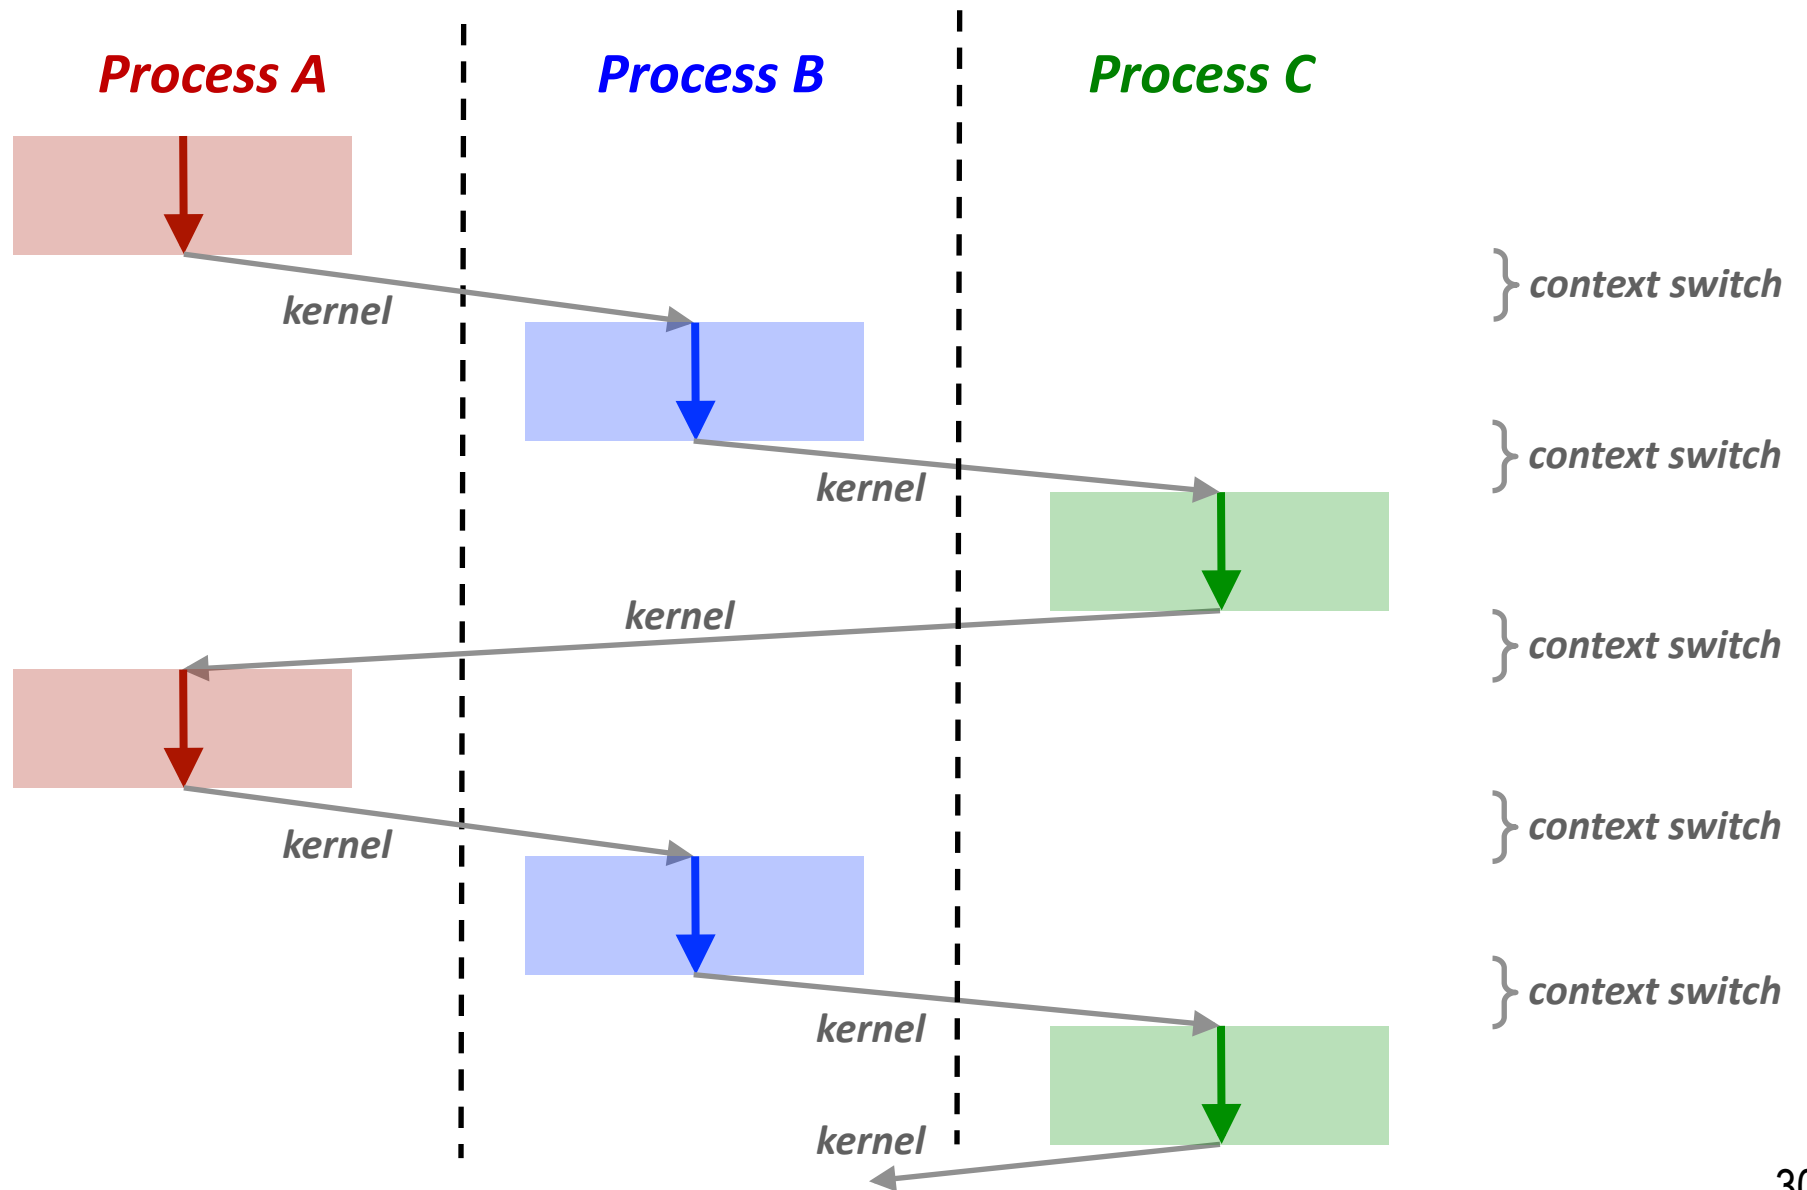 Process A
Process B
Process C
kernel
context switch
kernel
context switch
kernel
context switch
kernel
context switch
kernel
context switch
kernel
30